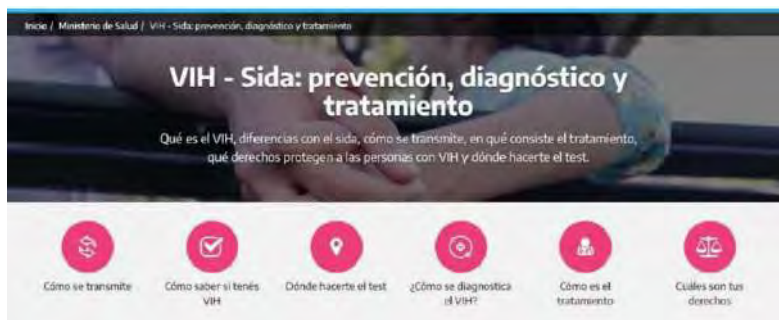 Inicio / Ministerio de Salud / VIH - Sida: prevención, diagnóstico y tratamiento
VIH - Sida: prevención, diagnóstico y
tratamiento
Qué es el VIH, diferencias con el sida, cómo se transmite, en qué consiste el tratamiento,
qué derechos protegen a las personas con VIH y dónde hacerte el test.
Cómo se transmite
Cómo saber si tenés
VIH
Dónde hacerte el test
¿Cómo se diagnostica
el VIH?
Cómo es el
tratamiento
Cuáles son tus
derechos